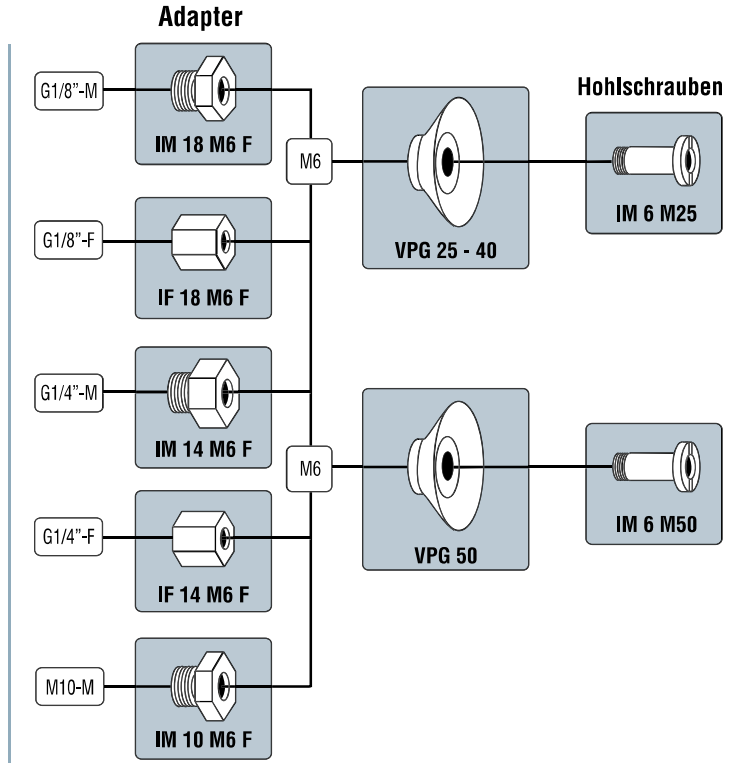 Adapter
G1/8”-M
IM 18 M6 F
G1/8”-F
IF 18 M6 F
G1/4”-M
IM 14 M6 F
G1/4”-F
IF 14 M6 F
M10-M
IM 10 M6 F
M6
VPG 25 - 40
M6
VPG 50
Hohlschrauben
IM 6 M25
IM 6 M50